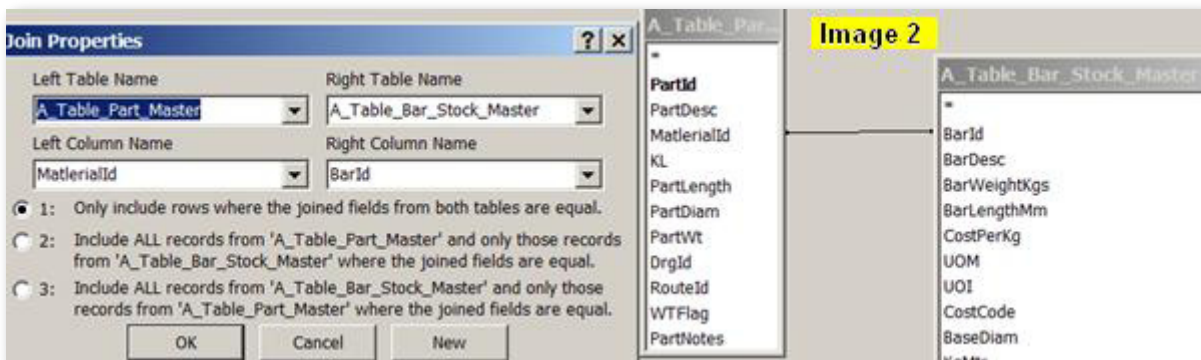 Join Properties
Left Table Name
Right Table Name
A_Table_Part_Master
A_Table_Bar_Stock_Master
Left Column Name
Right Column Name
MatlerialId
BarId
1: Only include rows where the joined fields from both tables are equal.
2: Include ALL records from 'A_Table_Part_Master' and only those records
from 'A_Table_Bar_Stock_Master' where the joined fields are equal.
3: Include ALL records from 'A_Table_Bar_Stock_Master' and only those
records from 'A_Table_Part_Master' where the joined fields are equal.
OK
Cancel
New
A_Table_Par...
*
PartId
PartDesc
MatlerialId
KL
PartLength
PartDiam
PartWt
DrgId
RouteId
WTFlag
PartNotes
Image 2
A_Table_Bar_Stock_Master
*
BarId
BarDesc
BarWeightKgs
BarLengthMm
CostPerKg
UOM
UOI
CostCode
BaseDiam